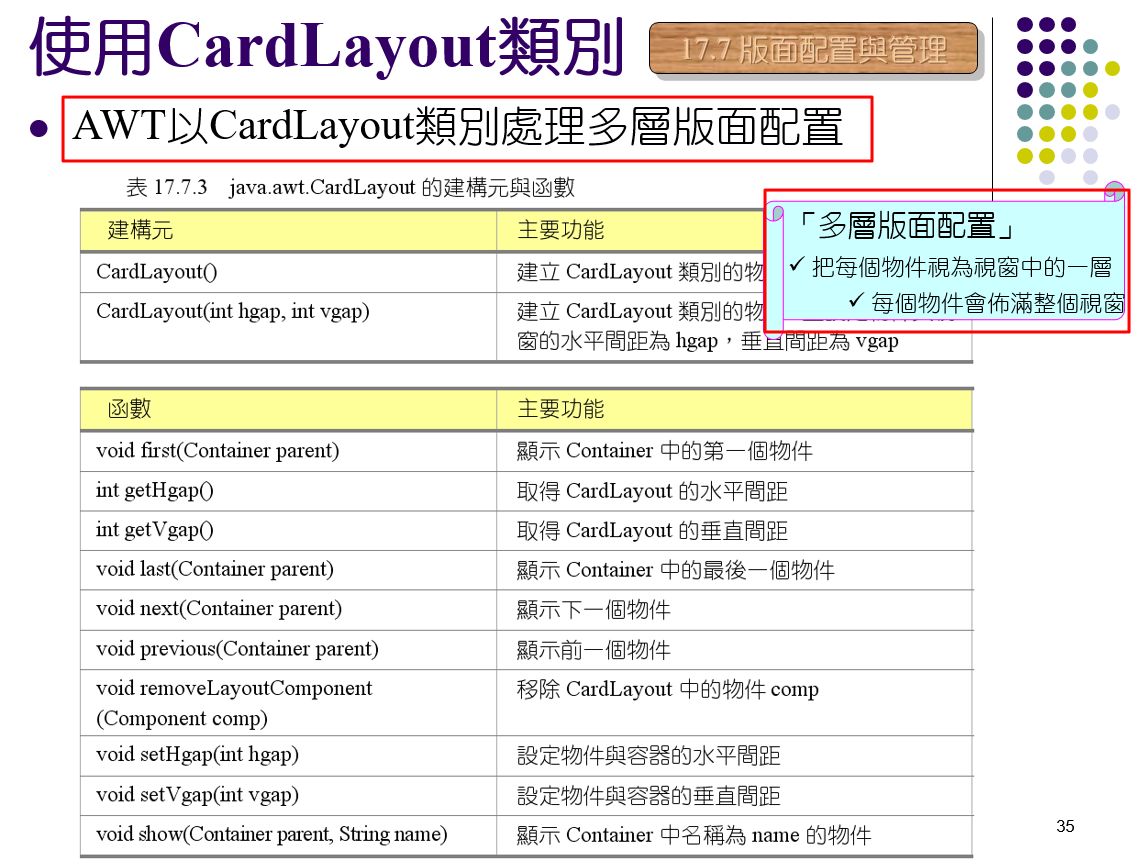 使用CardLayout類別
17.7 版面配置與管理
AWT以CardLayout類別處理多層版面配置
表 17.7.3 java.awt.CardLayout 的建構元與函數
建構元 主要功能
CardLayout() 建立 CardLayout 類別的物
CardLayout(int hgap, int vgap) 建立 CardLayout 類別的物
窗的水平間距為 hgap，垂直間距為 vgap
「多層版面配置」
把每個物件視為視窗中的一層
每個物件會佈滿整個視窗
函數 主要功能
void first(Container parent) 顯示 Container 中的第一個物件
int getHgap() 取得 CardLayout 的水平間距
int getVgap() 取得 CardLayout 的垂直間距
void last(Container parent) 顯示 Container 中的最後一個物件
void next(Container parent) 顯示下一個物件
void previous(Container parent) 顯示前一個物件
void removeLayoutComponent 移除 CardLayout 中的物件 comp
(Component comp)
void setHgap(int hgap) 設定物件與容器的水平間距
void setVgap(int vgap) 設定物件與容器的垂直間距
void show(Container parent, String name) 顯示 Container 中名稱為 name 的物件
35